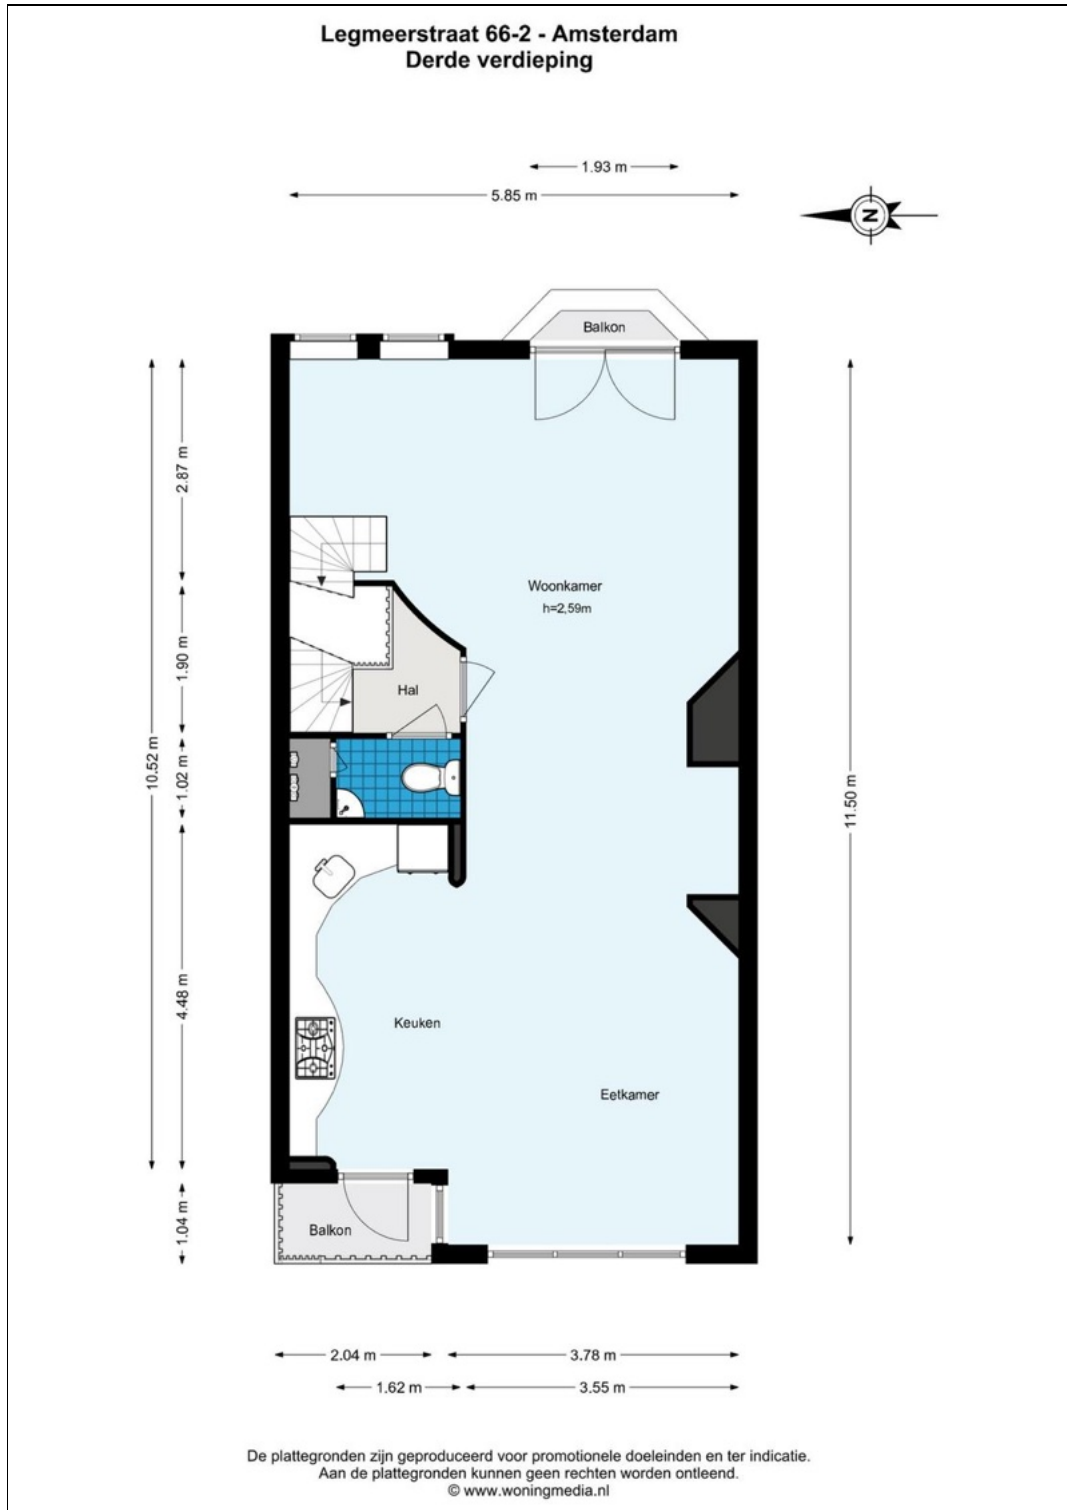 Legmeerstraat 66-2 - Amsterdam
Derde verdieping
1.93 m
5.85 m
N
Balkon
2.87 m
Woonkamer
h=2,59m
1.90 m
Hal
10.52 m
1.02 m
11.50 m
4.48 m
Keuken
Eetkamer
1.04 m
Balkon
2.04 m
3.78 m
1.62 m
3.55 m
De plattegronden zijn geproduceerd voor promotionele doeleinden en ter indicatie.
Aan de plattegronden kunnen geen rechten worden ontleend.
© www.woningmedia.nl